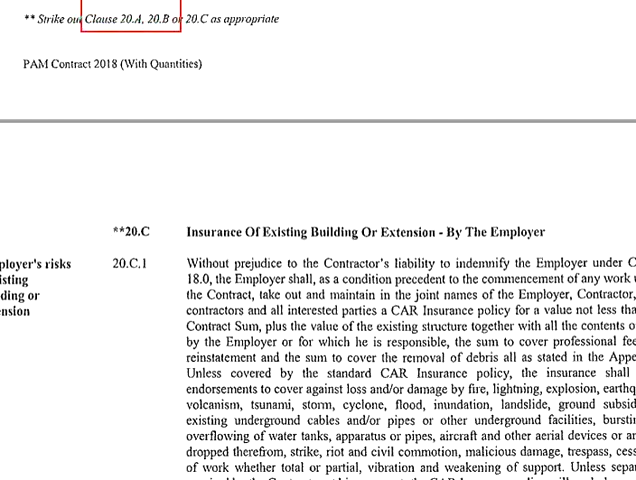 ** Strike out Clause 20.A, 20.B or 20.C as appropriate
PAM Contract 2018 (With Quantities)
**20.C Insurance Of Existing Building Or Extension - By The Employer
ployer's risks
isting
ding or
ension
20.C.1 Without prejudice to the Contractor's liability to indemnify the Employer under C
18.0, the Employer shall, as a condition precedent to the commencement of any work u
the Contract, take out and maintain in the joint names of the Employer, Contractor,
contractors and all interested parties a CAR Insurance policy for a value not less tha
Contract Sum, plus the value of the existing structure together with all the contents o
by the Employer or for which he is responsible, the sum to cover professional fee
reinstatement and the sum to cover the removal of debris all as stated in the Appe
Unless covered by the standard CAR Insurance policy, the insurance shall
endorsements to cover against loss and/or damage by fire, lightning, explosion, earthq
volcanism, tsunami, storm, cyclone, flood, inundation, landslide, ground subsid
existing underground cables and/or pipes or other underground facilities, bursti
overflowing of water tanks, apparatus or pipes, aircraft and other aerial devices or ar
dropped therefrom, strike, riot and civil commotion, malicious damage, trespass, cess
of work whether total or partial, vibration and weakening of support. Unless separ